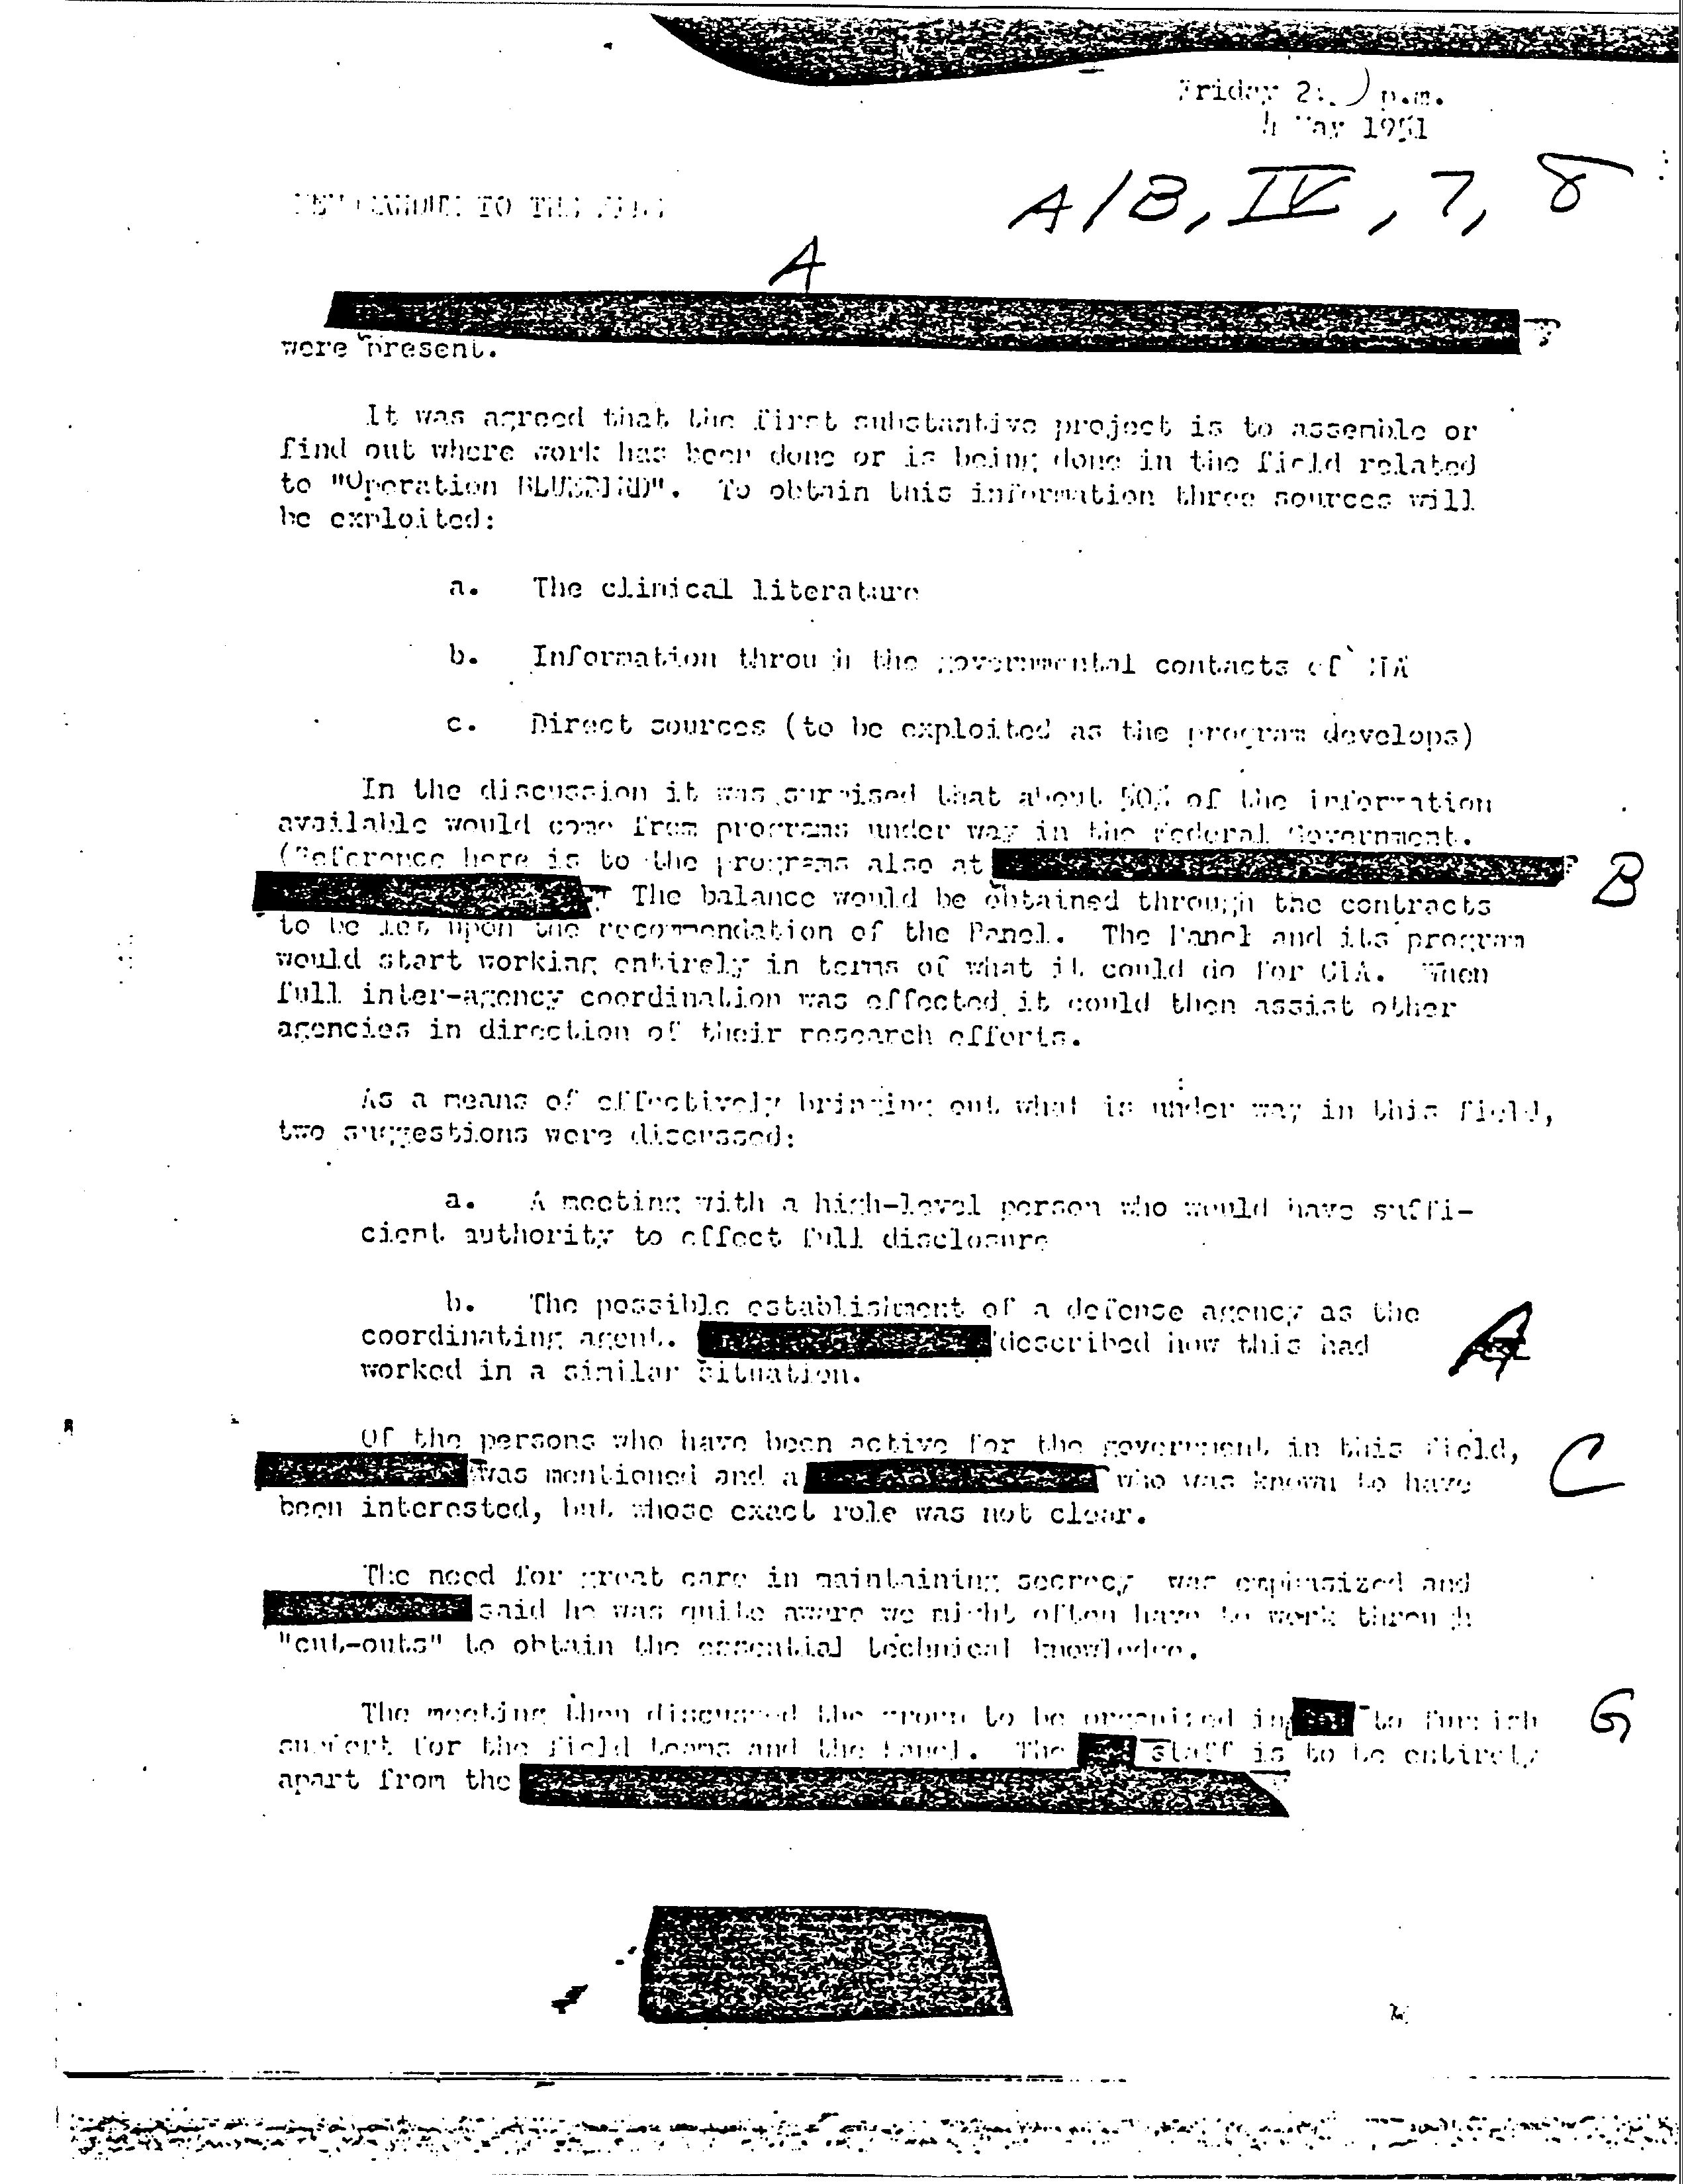 Friday p.m.
4 May 1951
A/B, IV, 7, 8
TO THE
A
were present.
It was agreed that the first substantive project is to assemble or
find out where work has been done or is being done in the field related
to "Operation BLUEBIRD". To obtain this information three sources will
be exploited:
a. The clinical literature
b. Information through the governmental contacts of CIA
c. Direct sources (to be exploited as the program develops)
In the discussion it was surmised that about 50% of the information
available would come from programs under way in the Federal Government.
(Reference here is to the programs also at
B
The balance would be obtained through the contracts
to be let upon the recommendation of the Panel. The Panel and its program
would start working entirely in terms of what it could do for CIA. When
full inter-agency coordination was effected it could then assist other
agencies in direction of their research efforts.
As a means of effectively bringing out what is under way in this field,
two suggestions were discussed:
a. A meeting with a high-level person who would have suffi-
cient authority to effect full disclosure
b. The possible establishment of a defense agency as the
coordinating agent. described how this had
A
worked in a similar situation.
Of the persons who have been active for the government in this field,
was mentioned and a who was known to have
C
been interested, but whose exact role was not clear.
The need for great care in maintaining secrecy was emphasized and
said he was quite aware we might often have to work through
"cut-outs" to obtain the essential technical knowledge.
The meeting then discussed the group to be organized in to furnish
G
support for the field teams and the Panel. The staff is to be entirely
apart from the